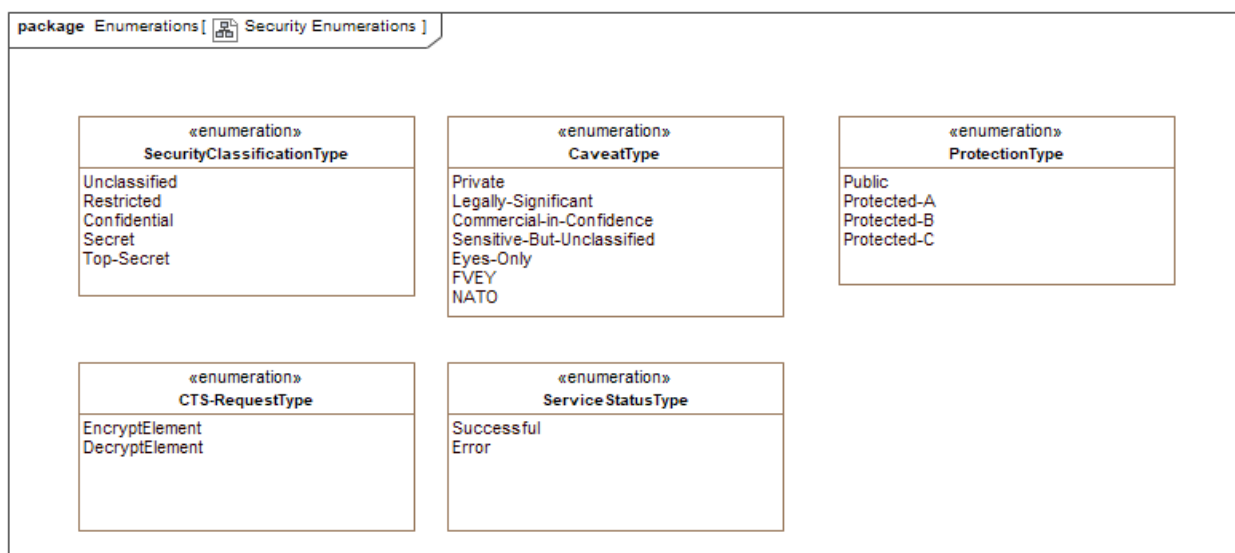 package Enumerations[ Security Enumerations ]
«enumeration»
SecurityClassificationType
Unclassified
Restricted
Confidential
Secret
Top-Secret
«enumeration»
CaveatType
Private
Legally-Significant
Commercial-in-Confidence
Sensitive-But-Unclassified
Eyes-Only
FVEY
NATO
«enumeration»
ProtectionType
Public
Protected-A
Protected-B
Protected-C
«enumeration»
CTS-RequestType
EncryptElement
DecryptElement
«enumeration»
ServiceStatusType
Successful
Error